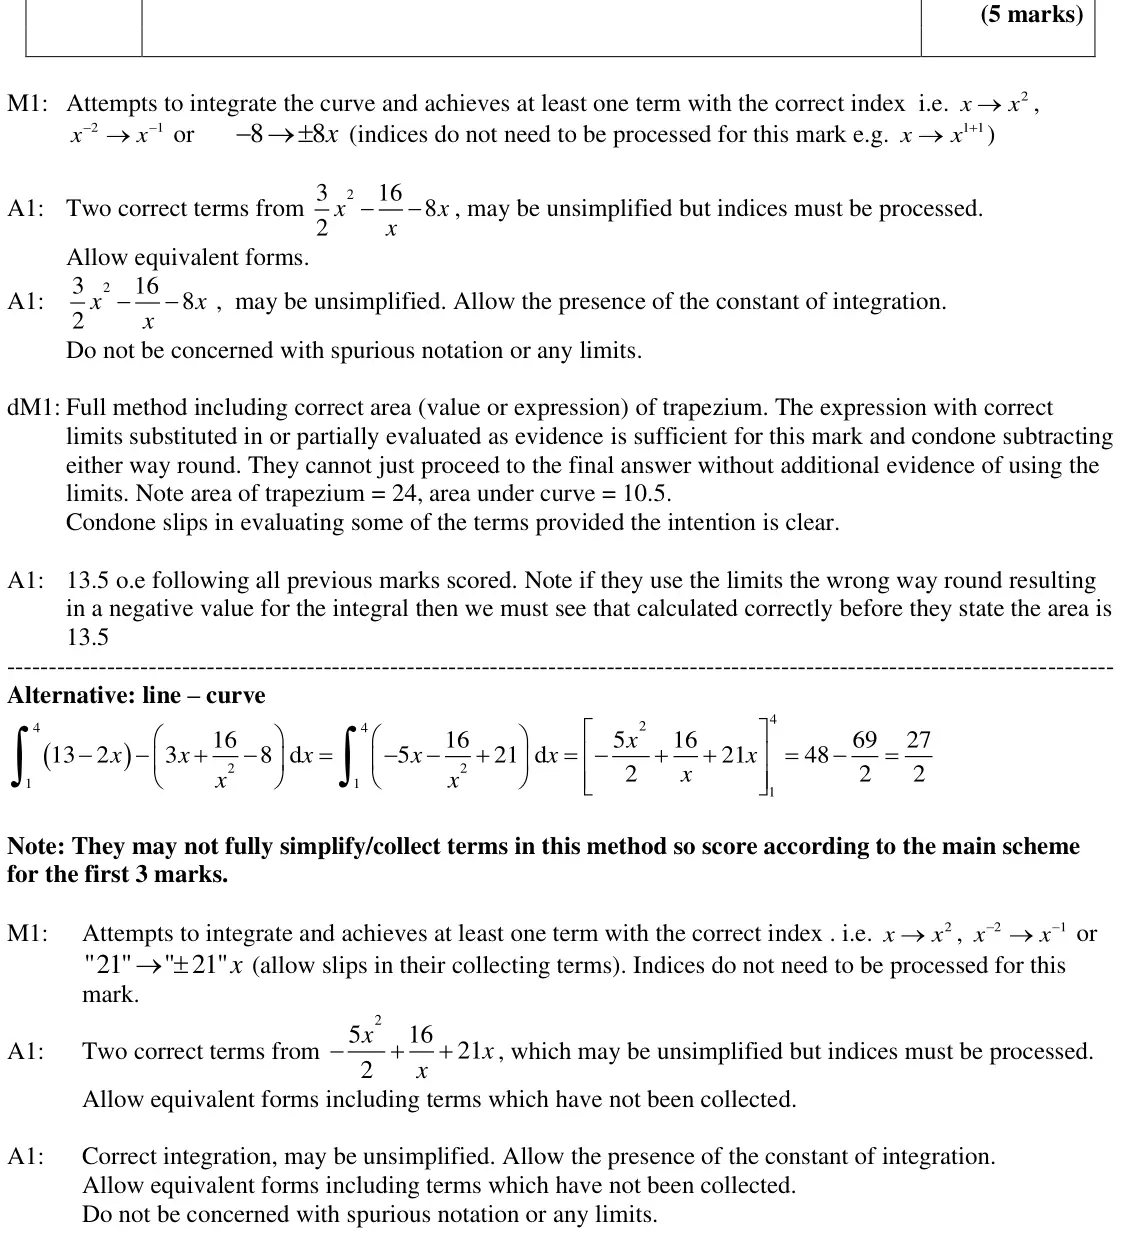 (5 marks)
M1: Attempts to integrate the curve and achieves at least one term with the correct index i.e. x → x²,
x⁻² → x⁻¹ or −8 → ±8x (indices do not need to be processed for this mark e.g. x → x¹⁺¹)
A1: Two correct terms from 3/2 x² − 16/x − 8x, may be unsimplified but indices must be processed.
Allow equivalent forms.
A1: 3/2 x² − 16/x − 8x, may be unsimplified. Allow the presence of the constant of integration.
Do not be concerned with spurious notation or any limits.
dM1: Full method including correct area (value or expression) of trapezium. The expression with correct
limits substituted in or partially evaluated as evidence is sufficient for this mark and condone subtracting
either way round. They cannot just proceed to the final answer without additional evidence of using the
limits. Note area of trapezium = 24, area under curve = 10.5.
Condone slips in evaluating some of the terms provided the intention is clear.
A1: 13.5 o.e following all previous marks scored. Note if they use the limits the wrong way round resulting
in a negative value for the integral then we must see that calculated correctly before they state the area is
13.5
Alternative: line – curve
∫₁⁴ (13 − 2x) − (3x + 16/x² − 8) dx = ∫₁⁴ (−5x − 16/x² + 21) dx = [−5x²/2 + 16/x + 21x]₁⁴ = 48 − 69/2 = 27/2
Note: They may not fully simplify/collect terms in this method so score according to the main scheme
for the first 3 marks.
M1: Attempts to integrate and achieves at least one term with the correct index . i.e. x → x², x⁻² → x⁻¹ or
"21" → "±21"x (allow slips in their collecting terms). Indices do not need to be processed for this
mark.
A1: Two correct terms from −5x²/2 + 16/x + 21x, which may be unsimplified but indices must be processed.
Allow equivalent forms including terms which have not been collected.
A1: Correct integration, may be unsimplified. Allow the presence of the constant of integration.
Allow equivalent forms including terms which have not been collected.
Do not be concerned with spurious notation or any limits.